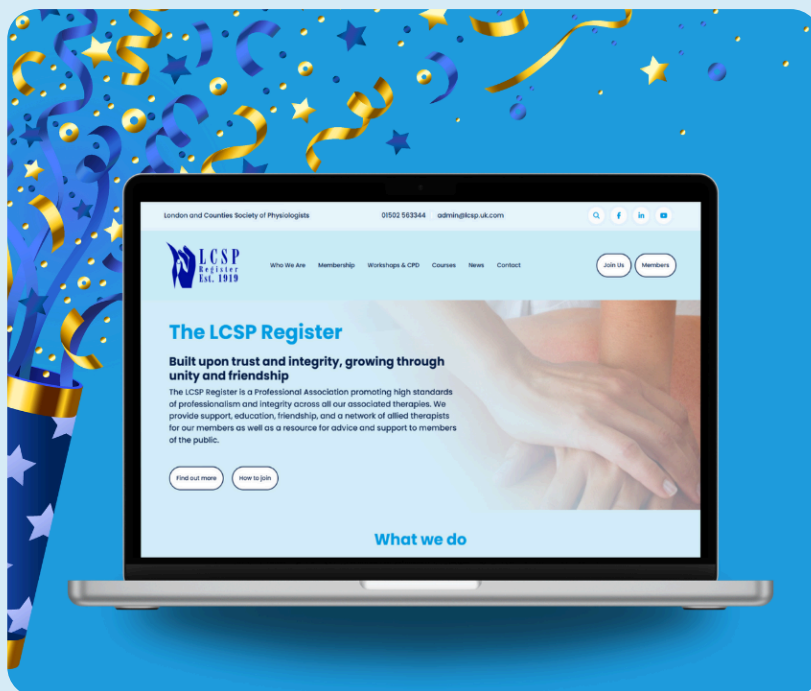 London and Counties Society of Physiologists 01502 563344 admin@lcsp.uk.com
LCSP
Register
Est. 1919
Who We Are Membership Workshops & CPD Courses News Contact Join Us Members
The LCSP Register
Built upon trust and integrity, growing through
unity and friendship
The LCSP Register is a Professional Association promoting high standards
of professionalism and integrity across all our associated therapies. We
provide support, education, friendship, and a network of allied therapists
for our members as well as a resource for advice and support to members
of the public.
Find out more How to join
What we do